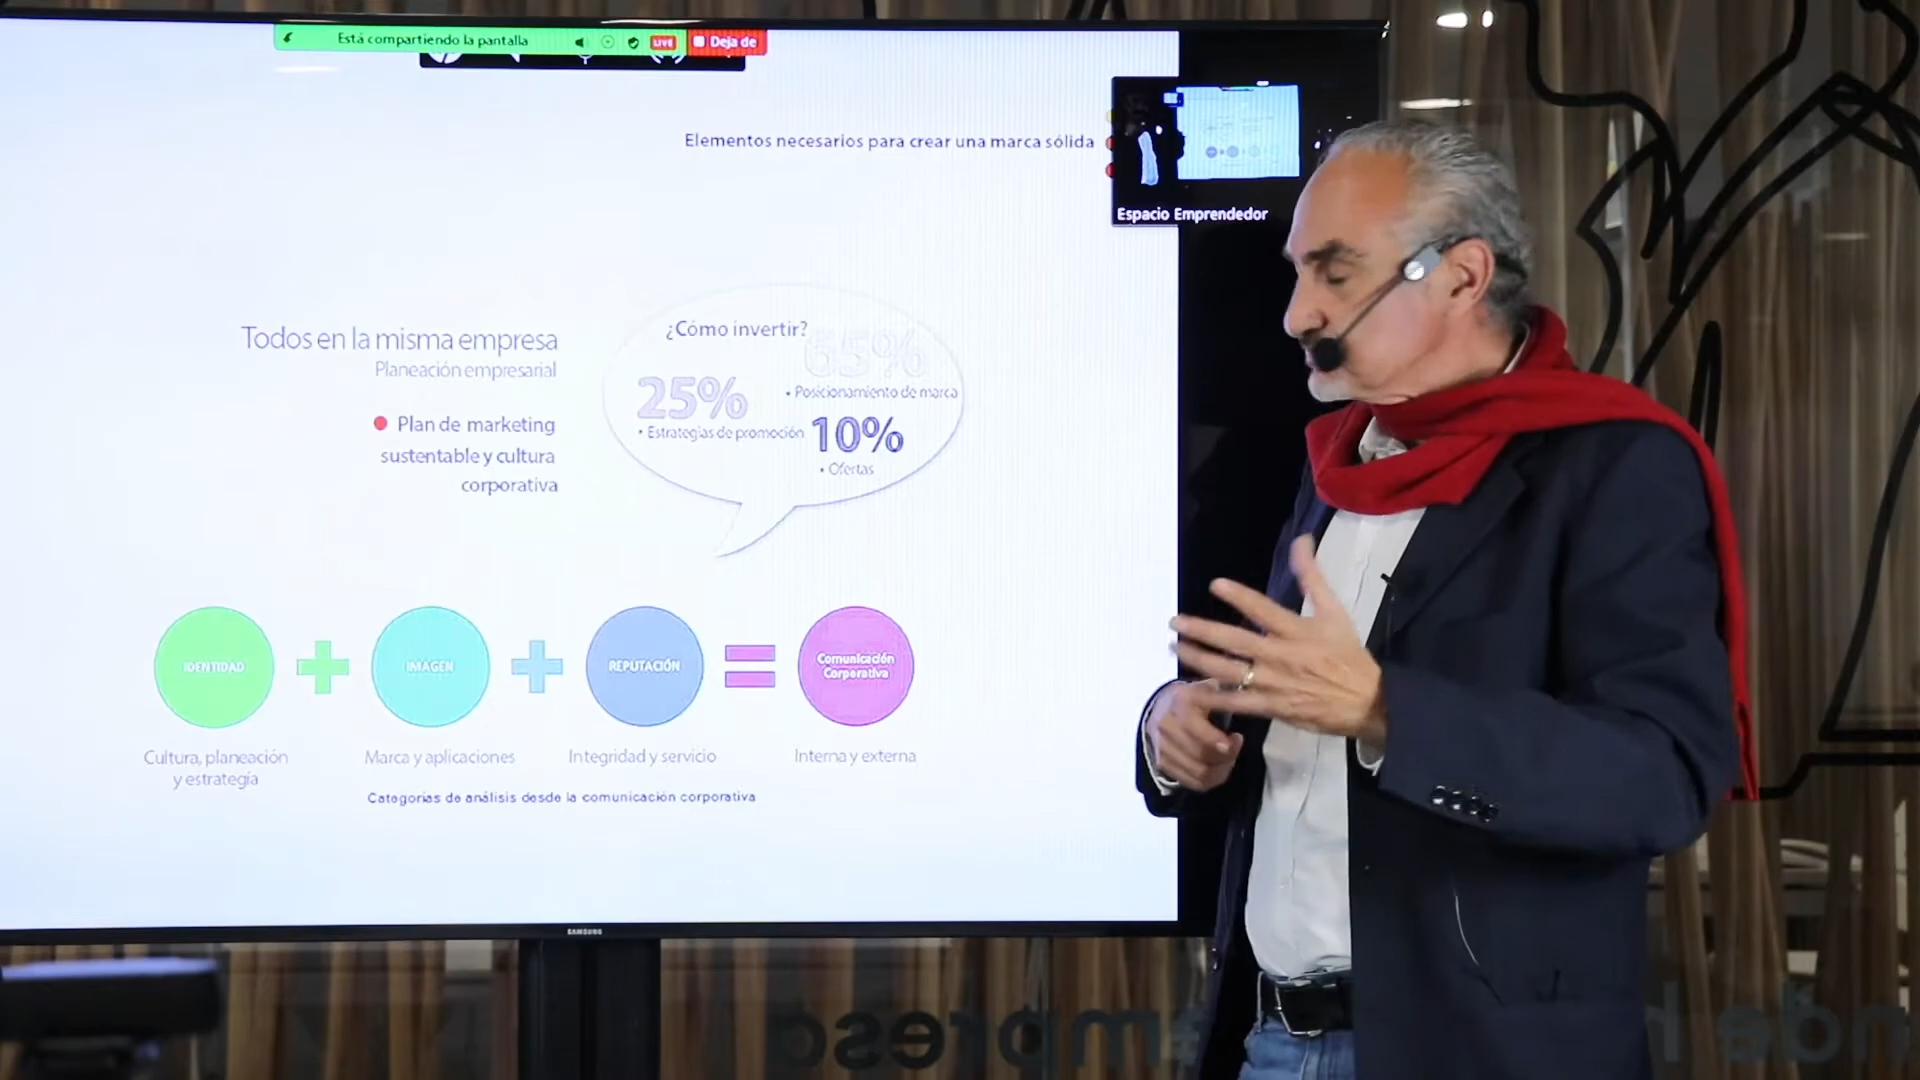 Está compartiendo la pantalla
LIVE
Deja de
Elementos necesarios para crear una marca sólida
Espacio Emprendedor
Todos en la misma empresa
Planeación empresarial
Plan de marketing
sustentable y cultura
corporativa
¿Cómo invertir?
65%
• Posicionamiento de marca
25%
• Estrategias de promoción
10%
• Ofertas
IDENTIDAD
IMAGEN
REPUTACIÓN
Comunicación
Corporativa
Cultura, planeación
y estrategía
Marca y aplicaciones
Integridad y servicio
Interna y externa
Categorías de análisis desde la comunicación corporativa
SAMSUNG